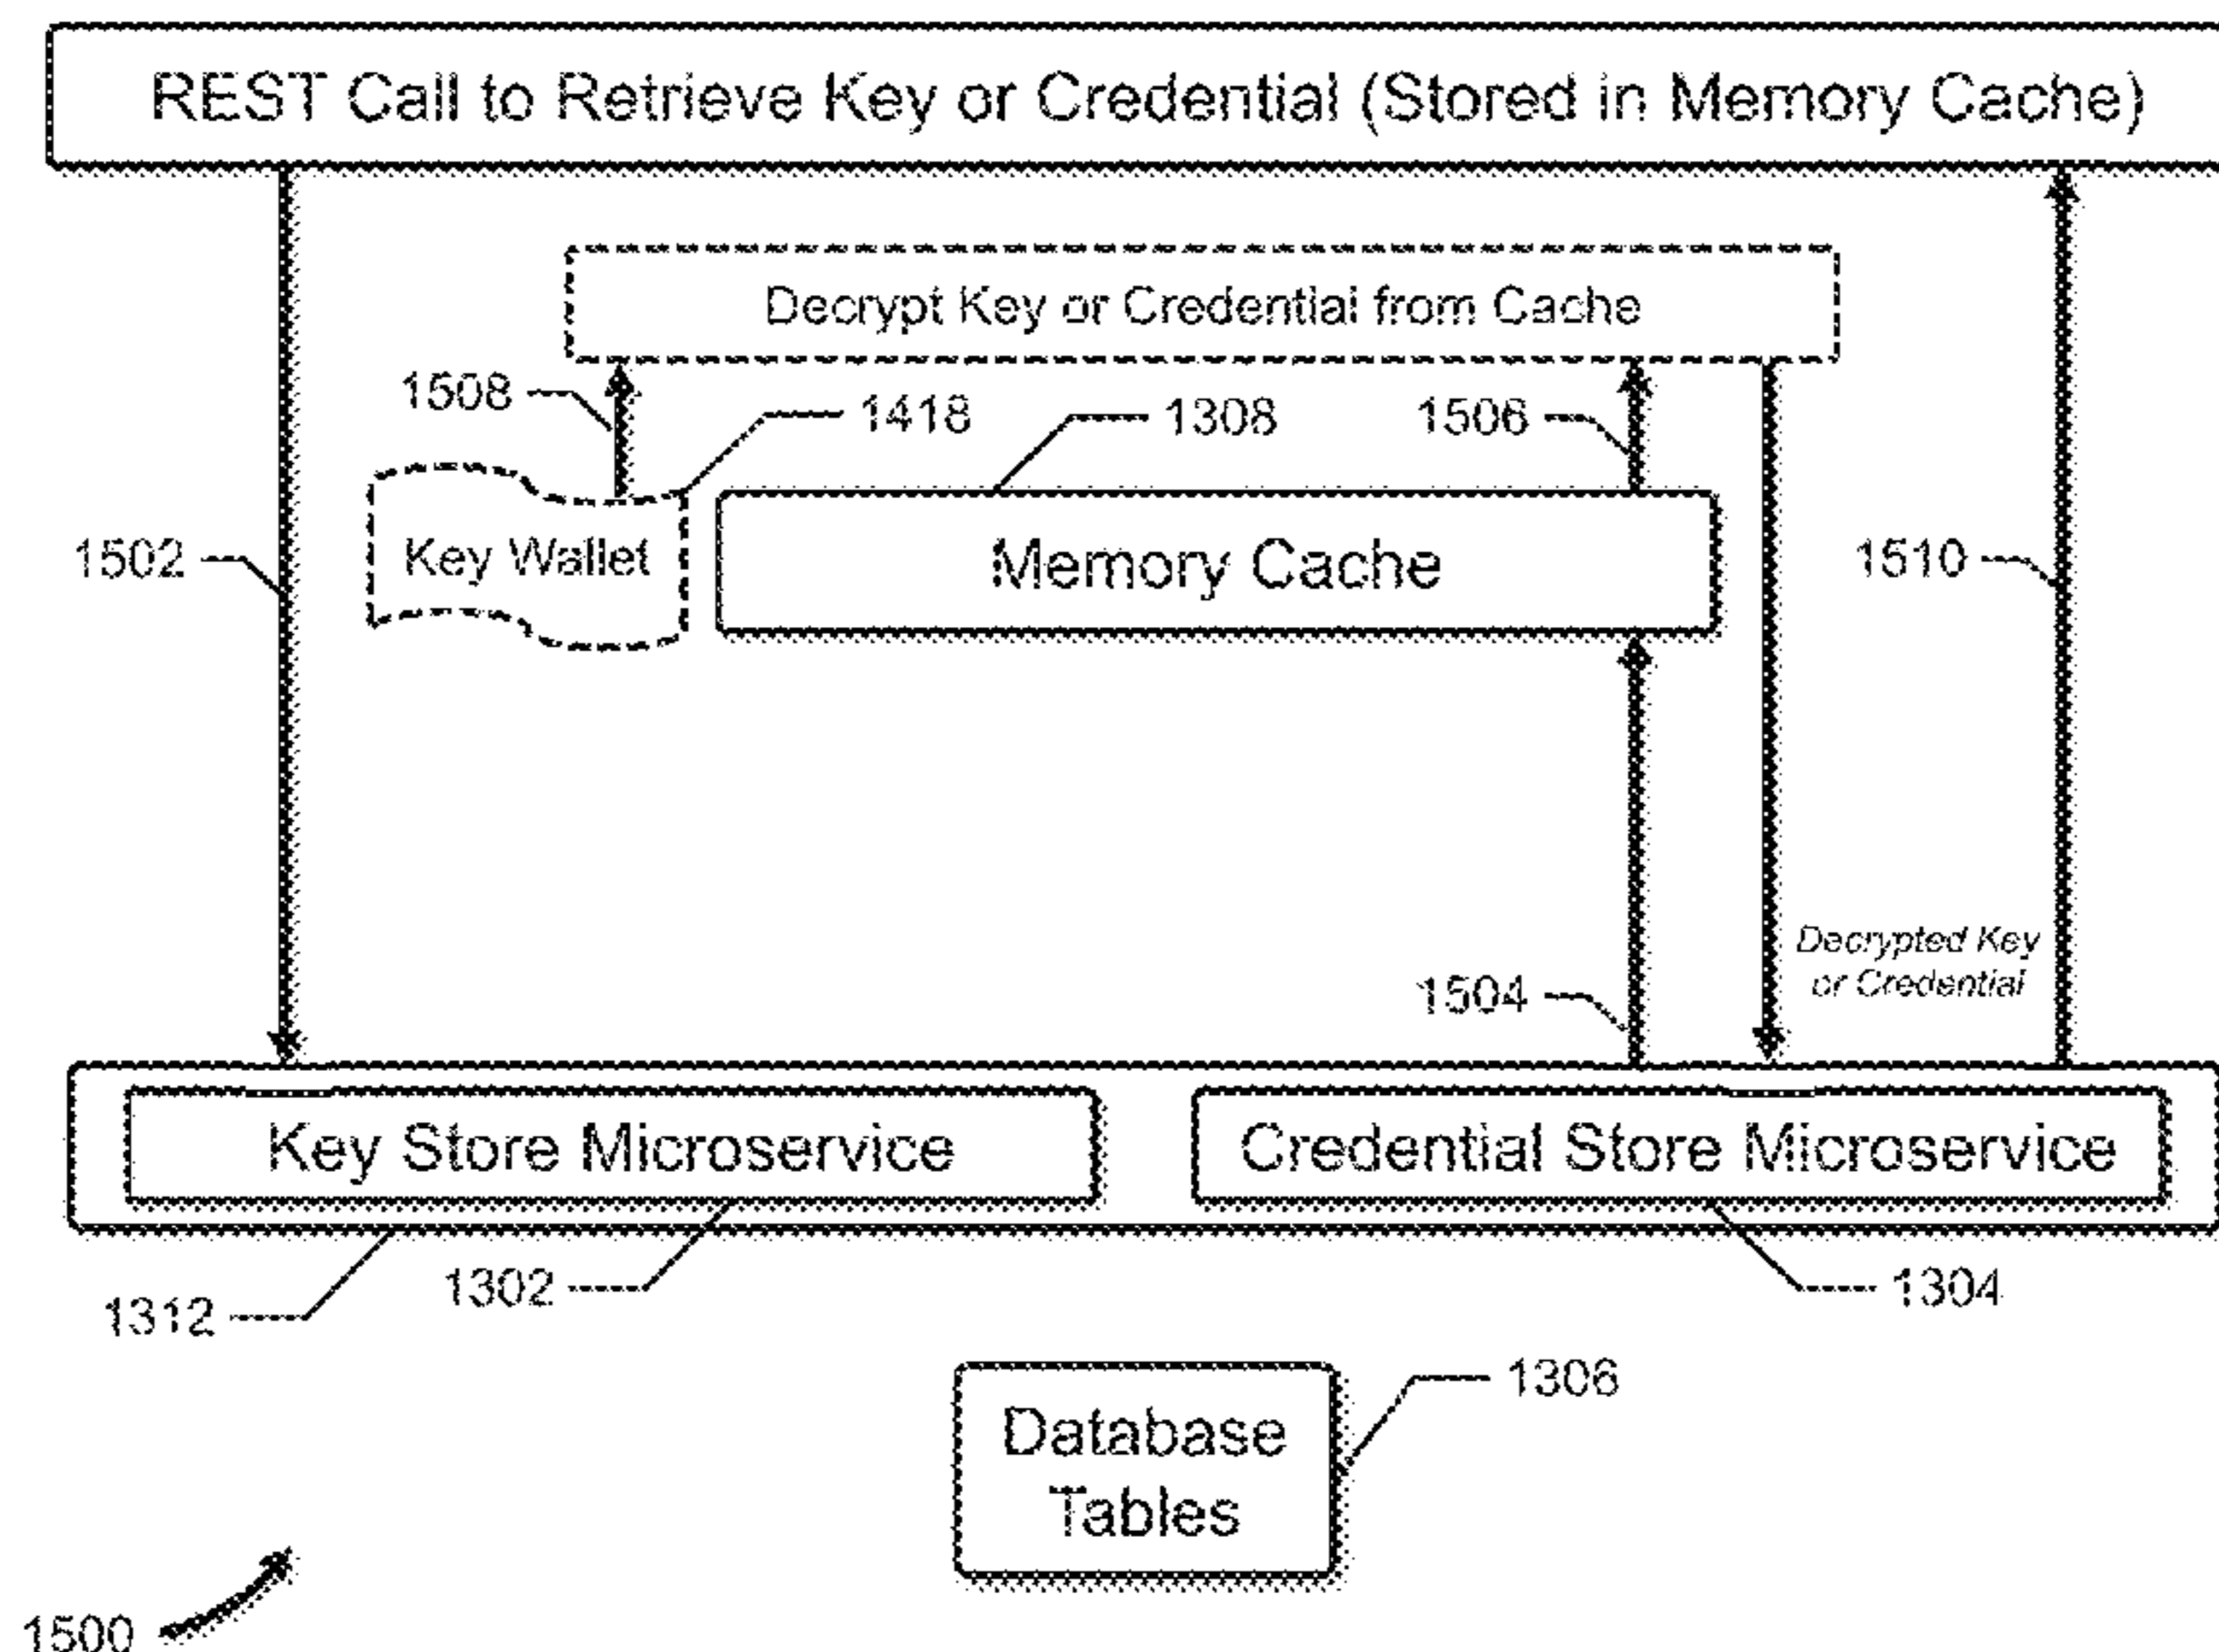 REST Call to Retrieve Key or Credential (Stored in Memory Cache)
Decrypt Key or Credential from Cache
1508
1418
1308
1506
1502
Key Wallet
Memory Cache
1510
Decrypted Key
or Credential
1504
Key Store Microservice
Credential Store Microservice
1312
1302
1304
1306
Database
Tables
1500